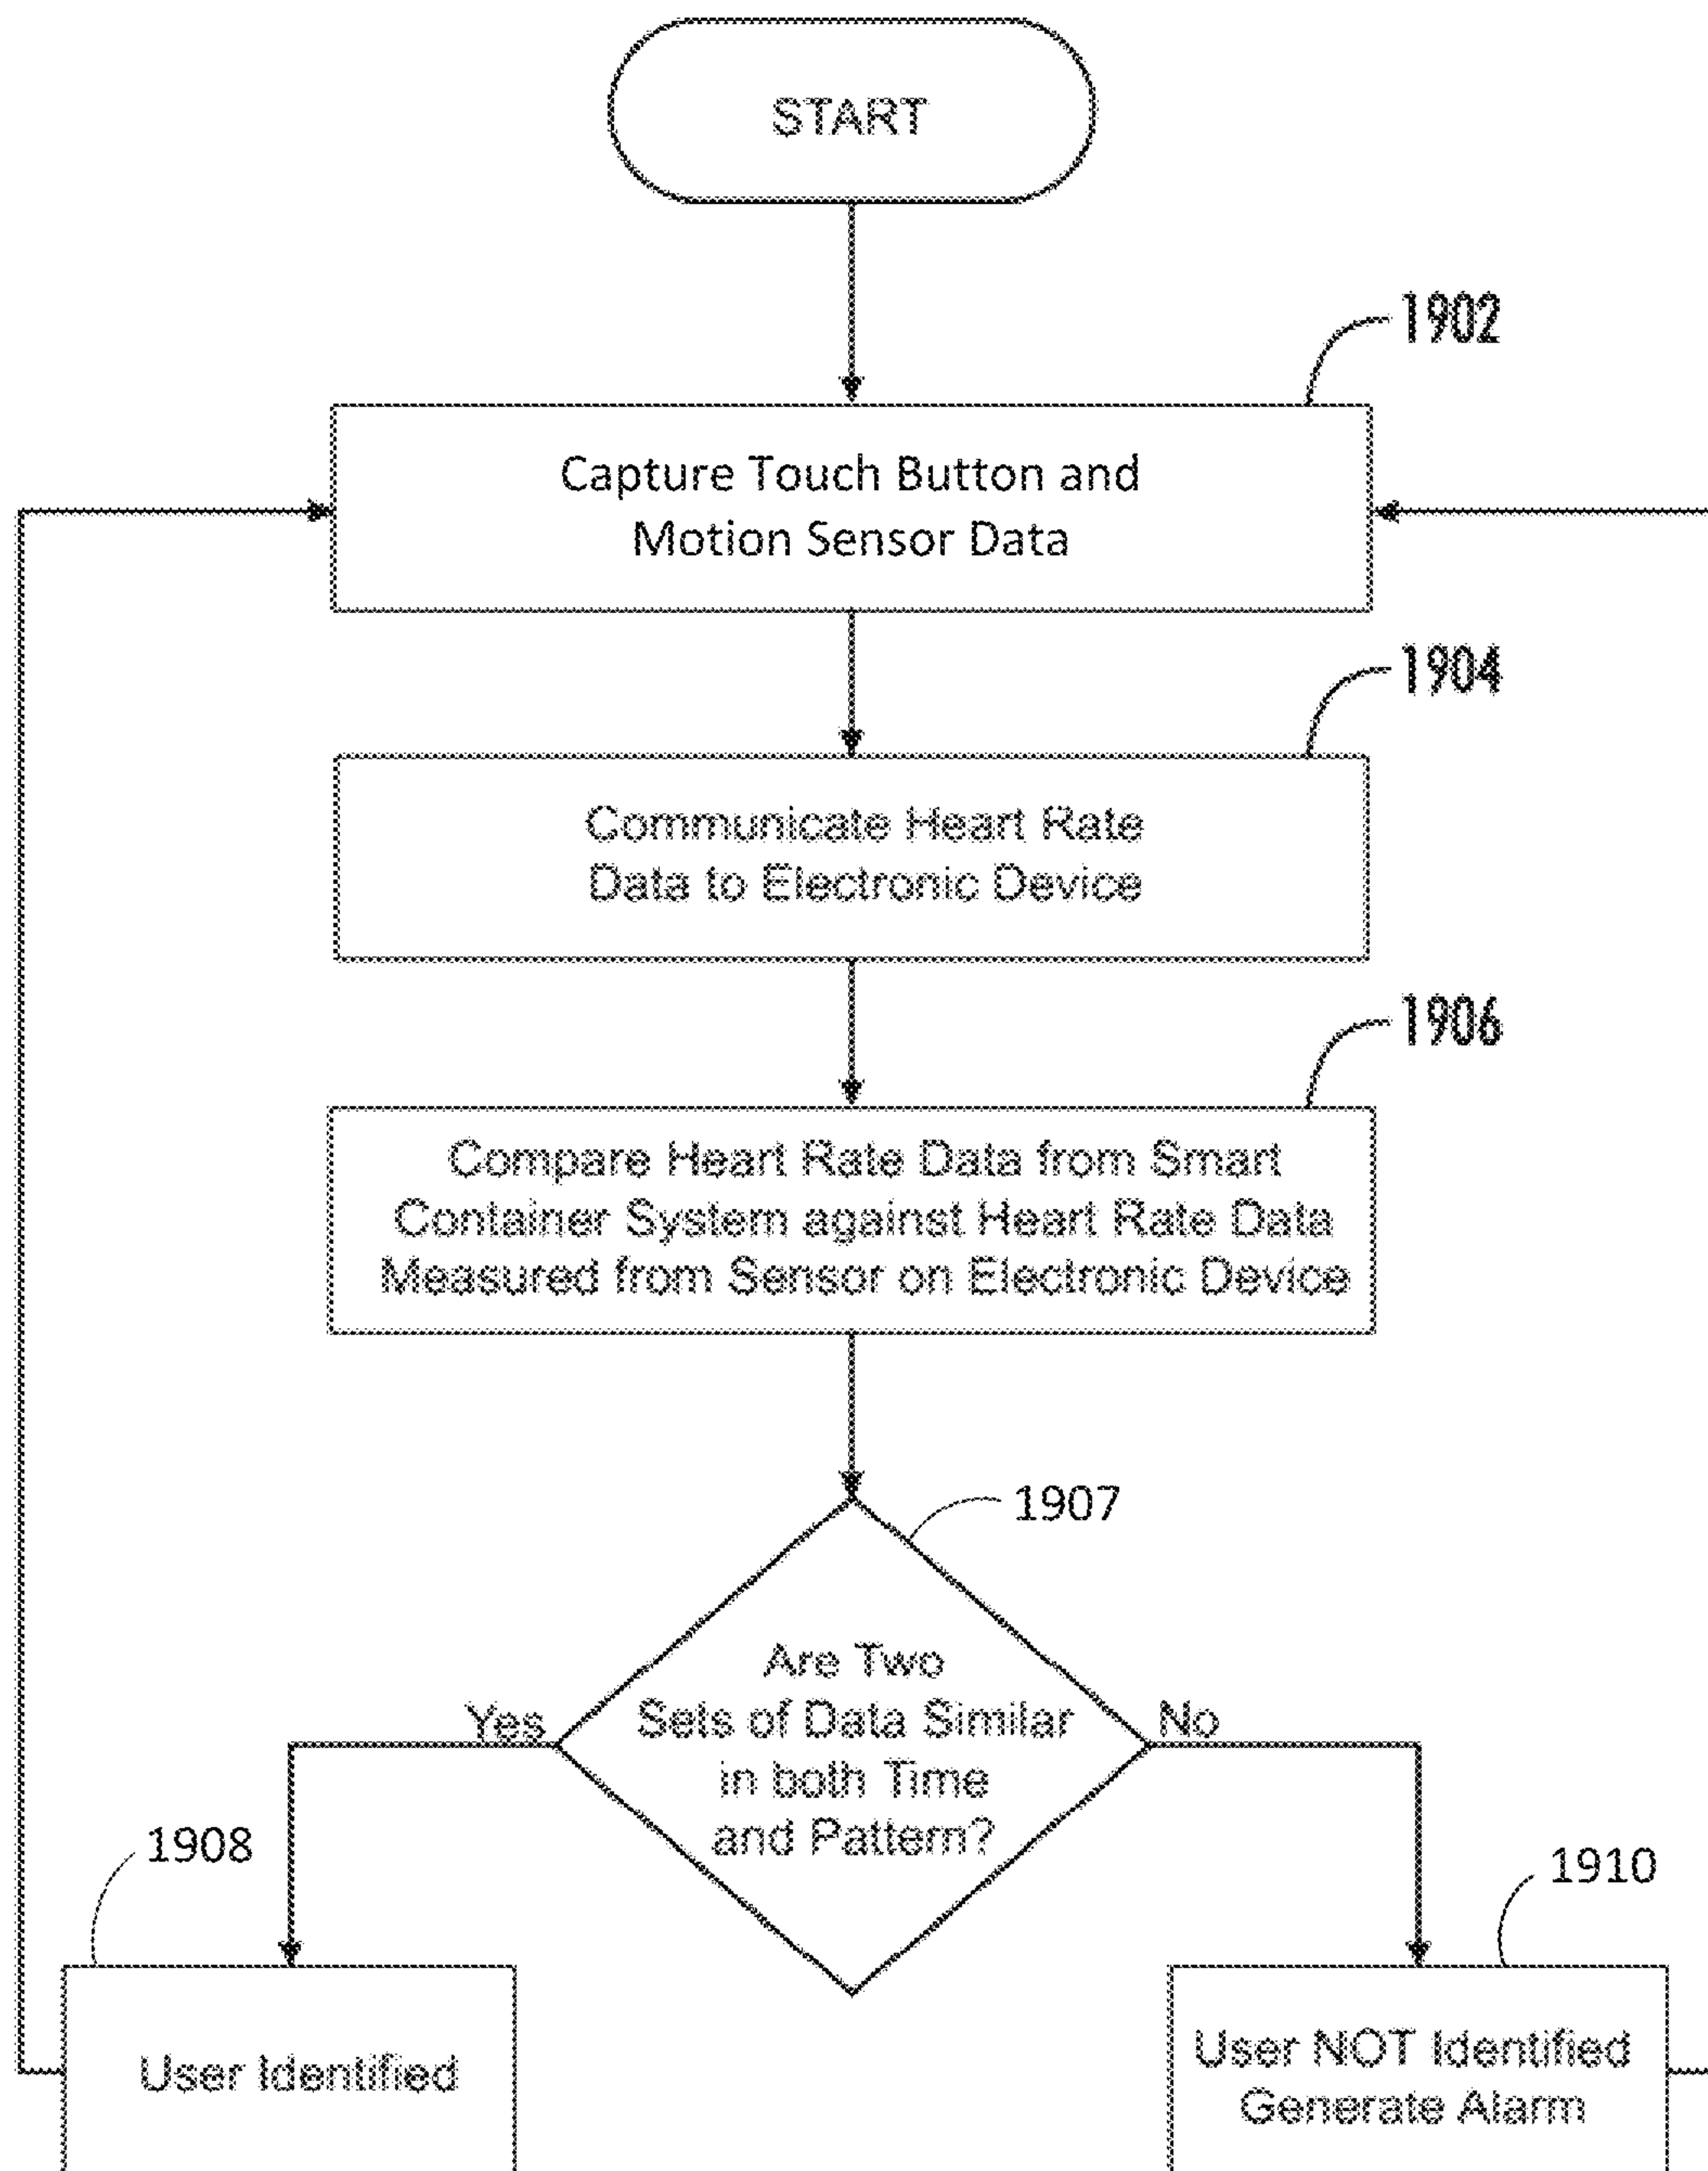 START
1902
Capture Touch Button and
Motion Sensor Data
1904
Communicate Heart Rate
Data to Electronic Device
1906
Compare Heart Rate Data from Smart
Container System against Heart Rate Data
Measured from Sensor on Electronic Device
1907
Are Two
Sets of Data Similar
in both Time
and Pattern?
Yes
No
1908
User Identified
1910
User NOT Identified
Generate Alarm